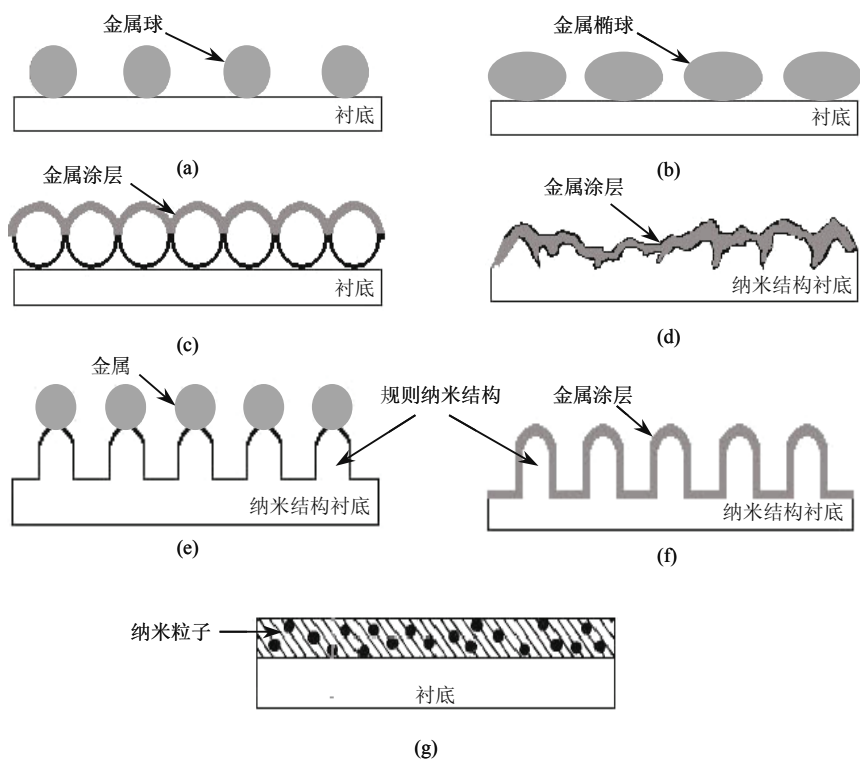 金属球
金属椭球
衬底
衬底
(a)
(b)
金属涂层
金属涂层
衬底
纳米结构衬底
(c)
(d)
金属
规则纳米结构
金属涂层
纳米结构衬底
纳米结构衬底
(e)
(f)
纳米粒子
衬底
(g)